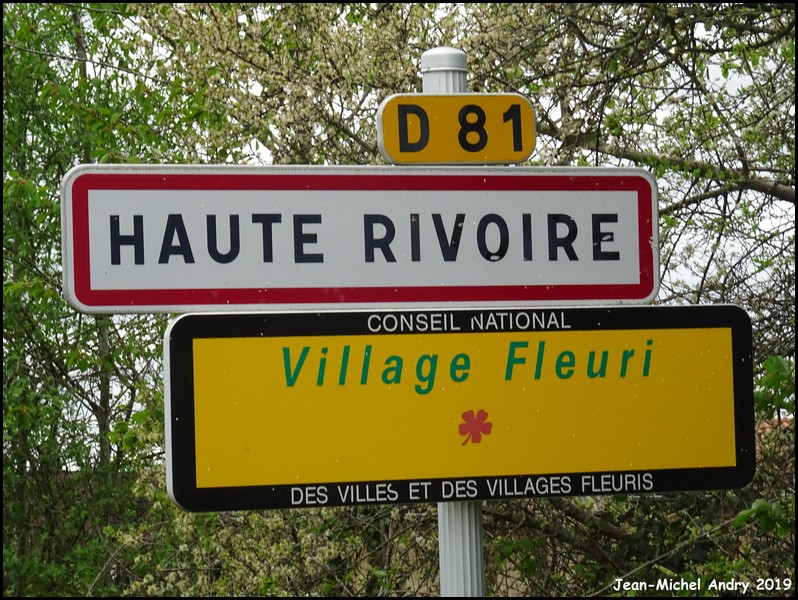 D 81
HAUTE RIVOIRE
CONSEIL NATIONAL
Village Fleuri
DES VILLES ET DES VILLAGES FLEURIS
Jean-Michel Andry 2019